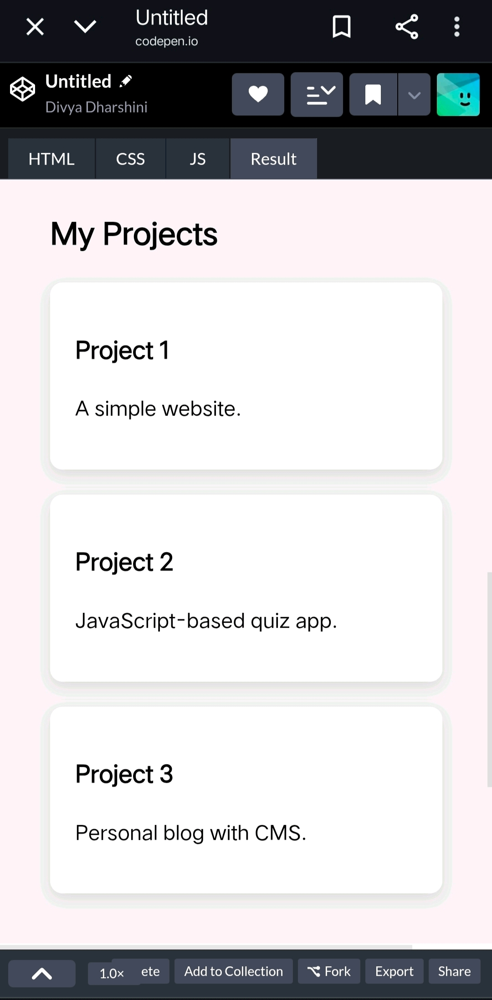 Untitled
codepen.io
Untitled
Divya Dharshini
HTML CSS JS Result
My Projects
Project 1
A simple website.
Project 2
JavaScript-based quiz app.
Project 3
Personal blog with CMS.
1.0× ete Add to Collection Fork Export Share